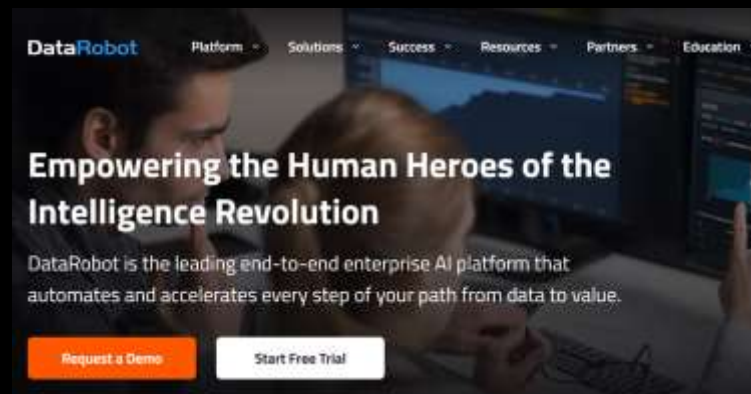 DataRobot Platform Solutions Success Resources Partners Education
Empowering the Human Heroes of the
Intelligence Revolution
DataRobot is the leading end-to-end enterprise AI platform that
automates and accelerates every step of your path from data to value.
Request a Demo Start Free Trial